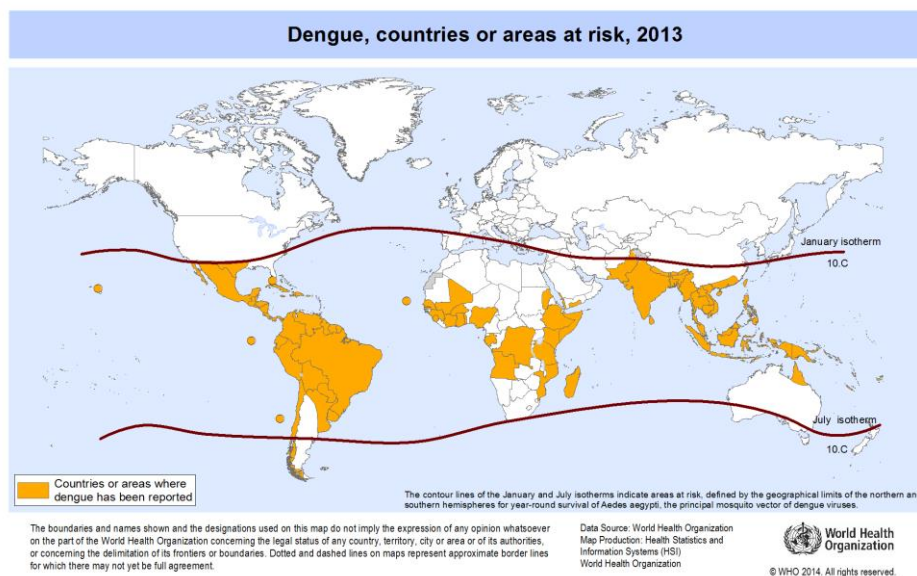 Dengue, countries or areas at risk, 2013
January isotherm
10.C
July isotherm
10.C
Countries or areas where
dengue has been reported
The contour lines of the January and July isotherms indicate areas at risk, defined by the geographical limits of the northern an
southern hemispheres for year-round survival of Aedes aegypti, the principal mosquito vector of dengue viruses.
The boundaries and names shown and the designations used on this map do not imply the expression of any opinion whatsoever
on the part of the World Health Organization concerning the legal status of any country, territory, city or area or of its authorities,
or concerning the delimitation of its frontiers or boundaries. Dotted and dashed lines on maps represent approximate border lines
for which there may not yet be full agreement.
Data Source: World Health Organization
Map Production: Health Statistics and
Information Systems (HSI)
World Health Organization
World Health
Organization
© WHO 2014. All rights reserved.